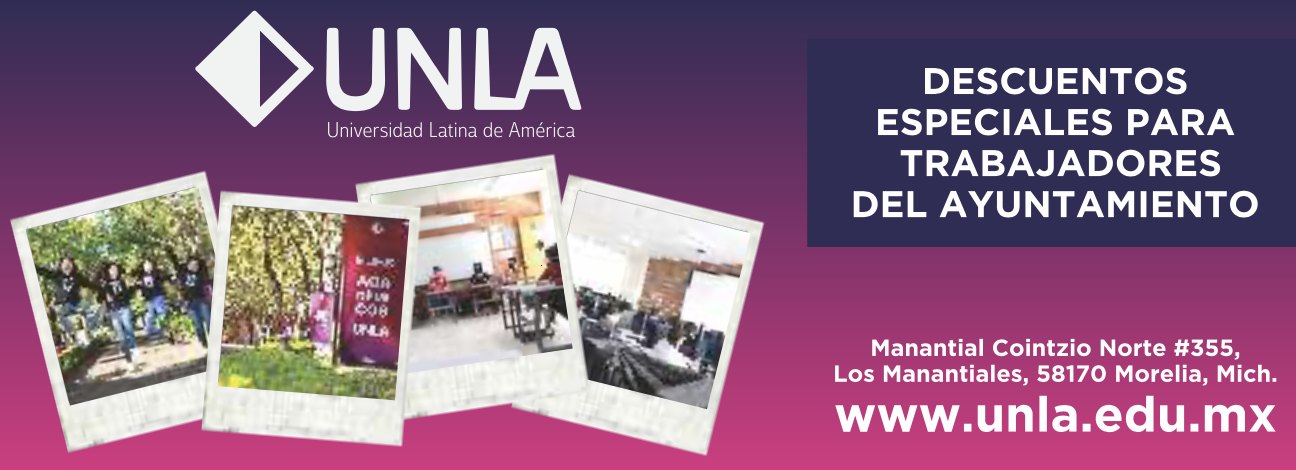 UNLA
Universidad Latina de América
DESCUENTOS
ESPECIALES PARA
TRABAJADORES
DEL AYUNTAMIENTO
UNLA
Manantial Cointzio Norte #355,
Los Manantiales, 58170 Morelia, Mich.
www.unla.edu.mx